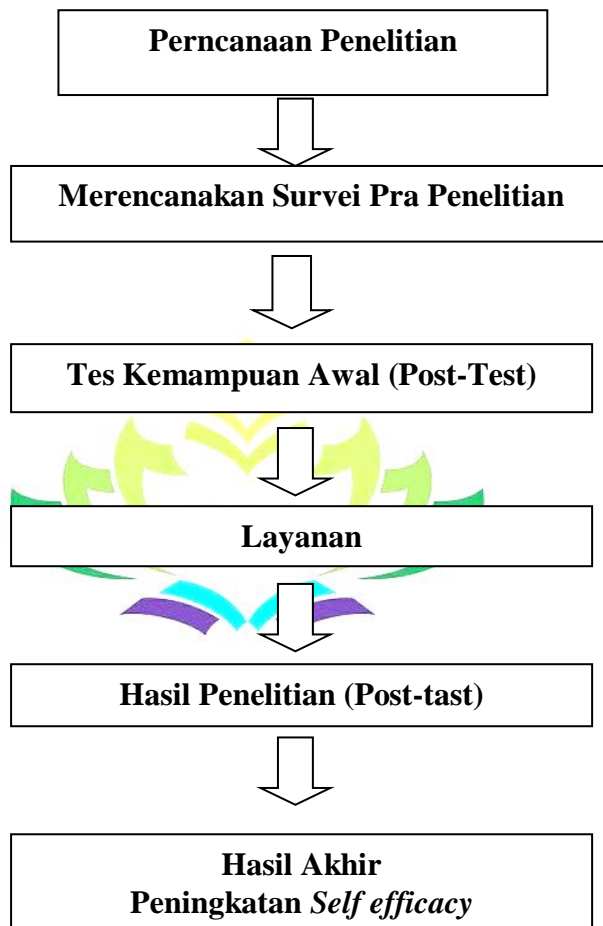 Perncanaan Penelitian
Merencanakan Survei Pra Penelitian
Tes Kemampuan Awal (Post-Test)
Layanan
Hasil Penelitian (Post-tast)
Hasil Akhir
Peningkatan Self efficacy